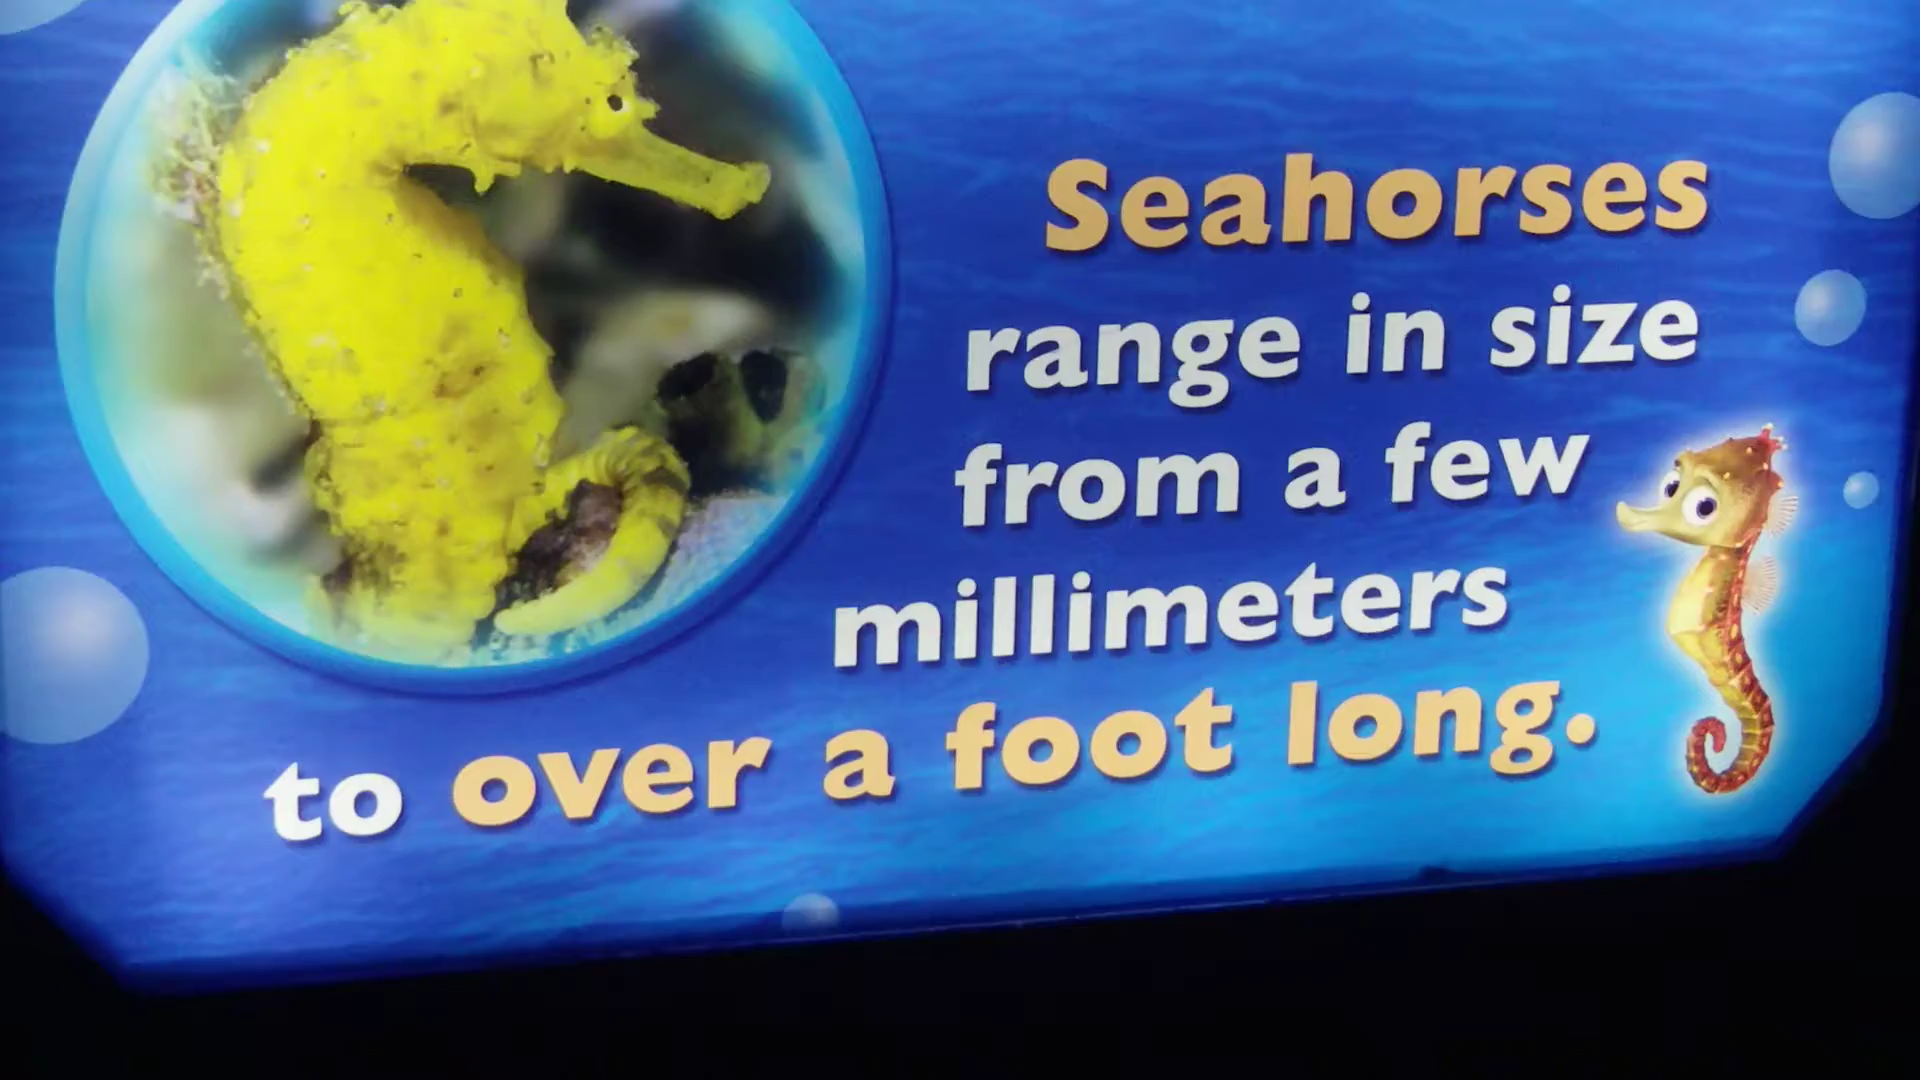 Seahorses
range in size
from a few
millimeters
to over a foot long.